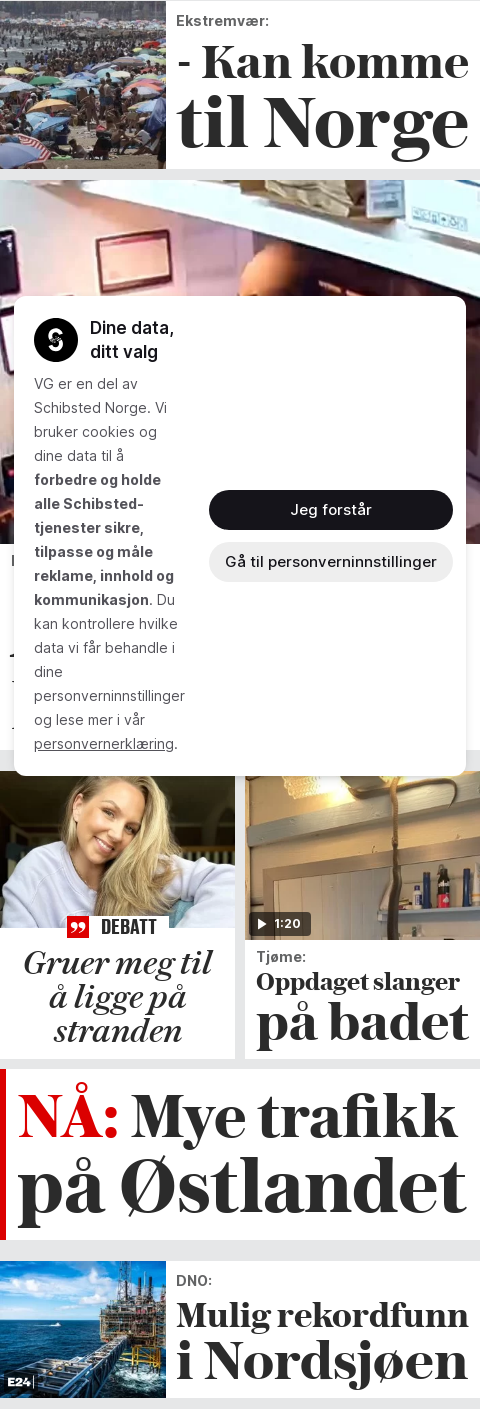 Ekstremvær:
- Kan komme
til Norge
Dine data,
ditt valg
VG er en del av
Schibsted Norge. Vi
bruker cookies og
dine data til å
forbedre og holde
alle Schibsted-
tjenester sikre,
tilpasse og måle
reklame, innhold og
kommunikasjon. Du
kan kontrollere hvilke
data vi får behandle i
dine
personverninnstillinger
og lese mer i vår
personvernerklæring.
Jeg forstår
Gå til personverninnstillinger
DEBATT
Gruer meg til
å ligge på
stranden
1:20
Tjøme:
Oppdaget slanger
på badet
NÅ: Mye trafikk
på Østlandet
E24
DNO:
Mulig rekordfunn
i Nordsjøen